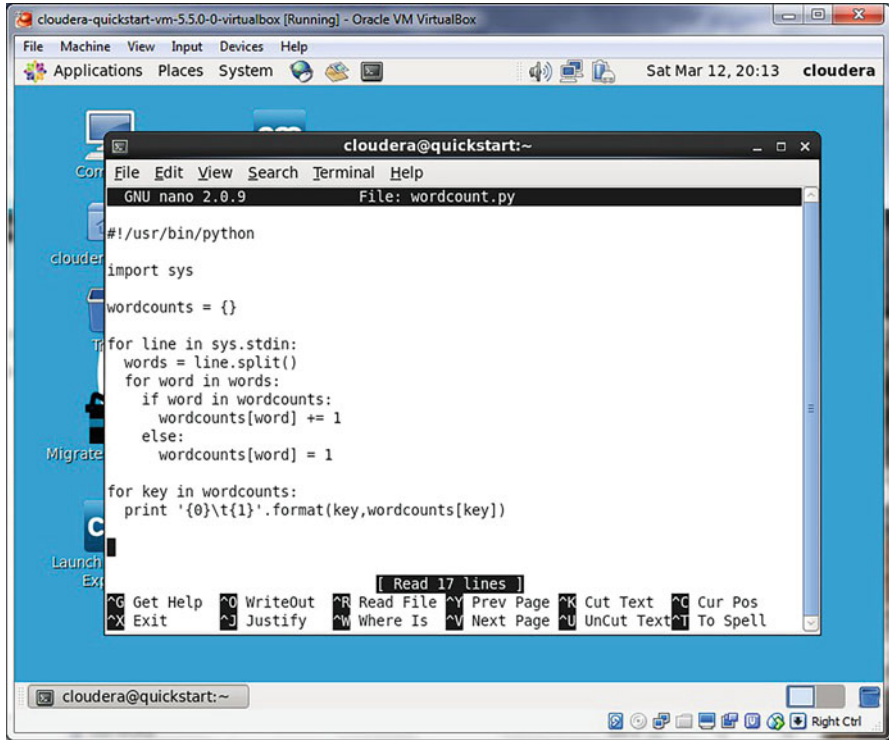 cloudera-quickstart-vm-5.5.0-0-virtualbox [Running] - Oracle VM VirtualBox
File Machine View Input Devices Help
Applications Places System Sat Mar 12, 20:13 cloudera
cloudera@quickstart:~
File Edit View Search Terminal Help
GNU nano 2.0.9 File: wordcount.py
#!/usr/bin/python
import sys
wordcounts = {}
for line in sys.stdin:
  words = line.split()
  for word in words:
    if word in wordcounts:
      wordcounts[word] += 1
    else:
      wordcounts[word] = 1
for key in wordcounts:
  print '{0}\t{1}'.format(key,wordcounts[key])
[ Read 17 lines ]
^G Get Help ^O WriteOut ^R Read File ^Y Prev Page ^K Cut Text ^C Cur Pos
^X Exit ^J Justify ^W Where Is ^V Next Page ^U UnCut Text ^T To Spell
Migrate
Launch
cloudera@quickstart:~
Right Ctrl